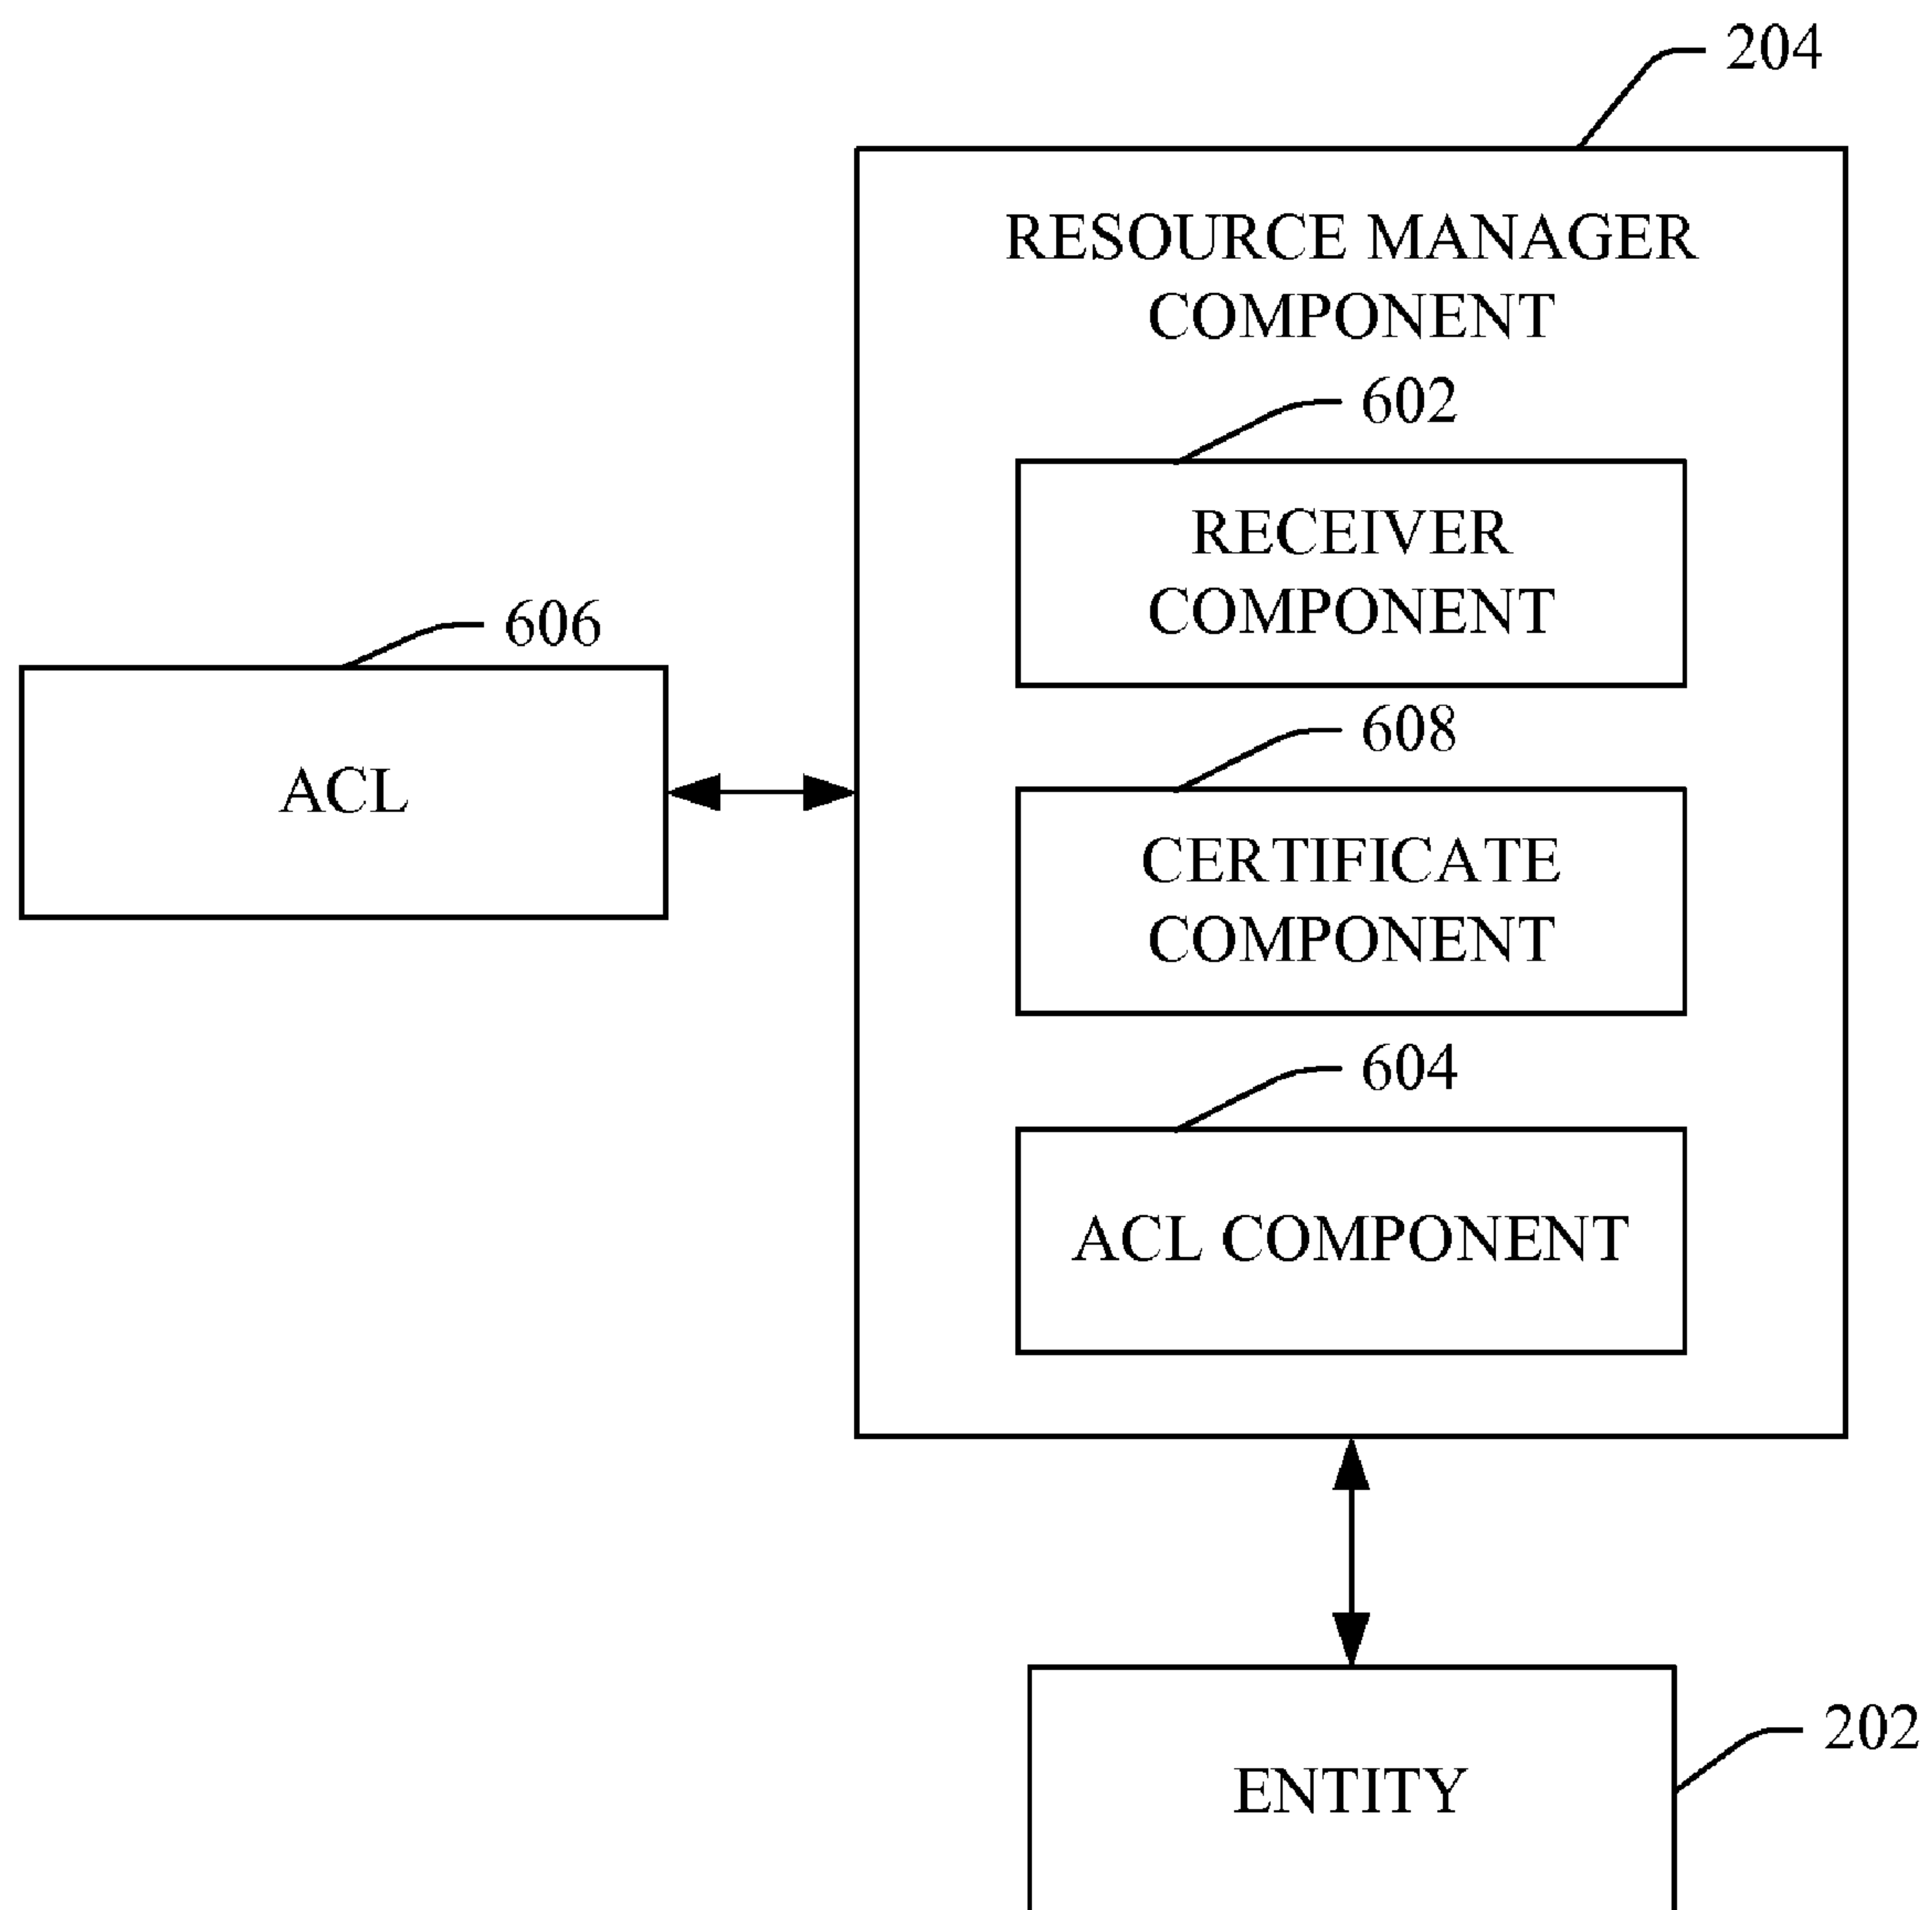 204
RESOURCE MANAGER
COMPONENT
602
RECEIVER
COMPONENT
606
ACL
608
CERTIFICATE
COMPONENT
604
ACL COMPONENT
202
ENTITY